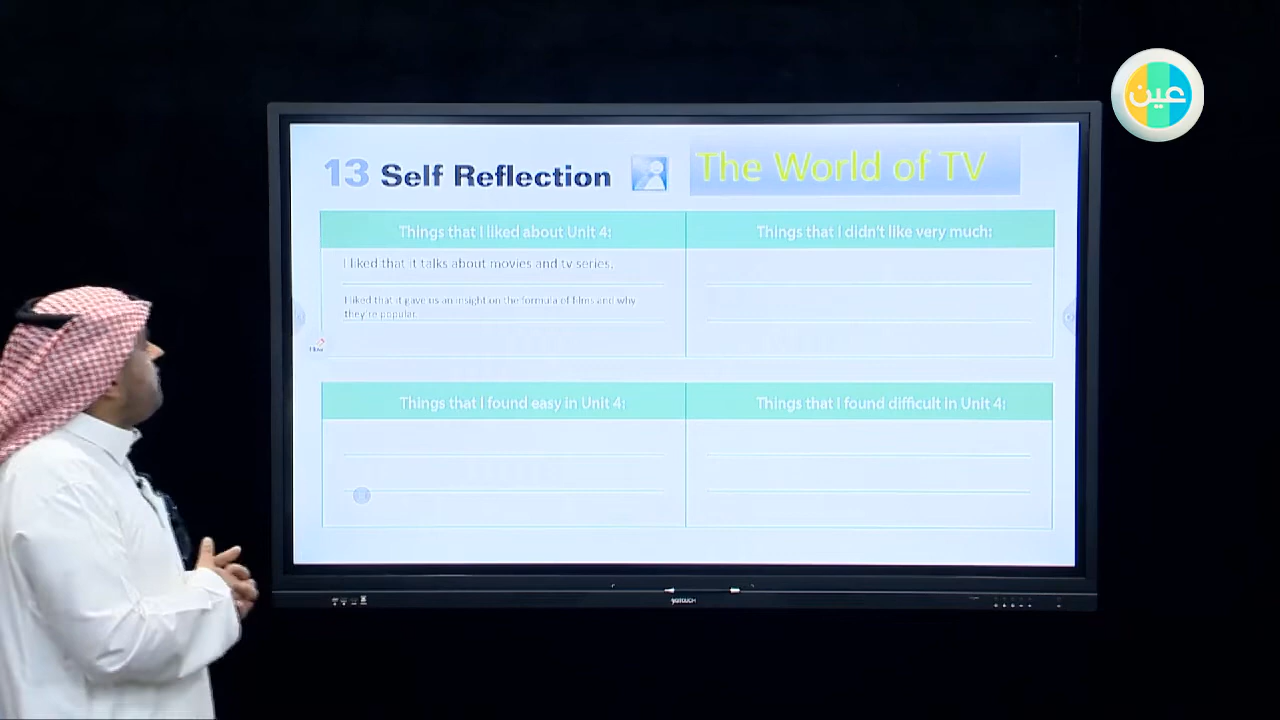 عين
13 Self Reflection
The World of TV
Things that I liked about Unit 4:
Things that I didn't like very much:
I liked that it talks about movies and tv series.
I liked that it gave us an insight on the formula of films and why
they're popular.
Things that I found easy in Unit 4:
Things that I found difficult in Unit 4: